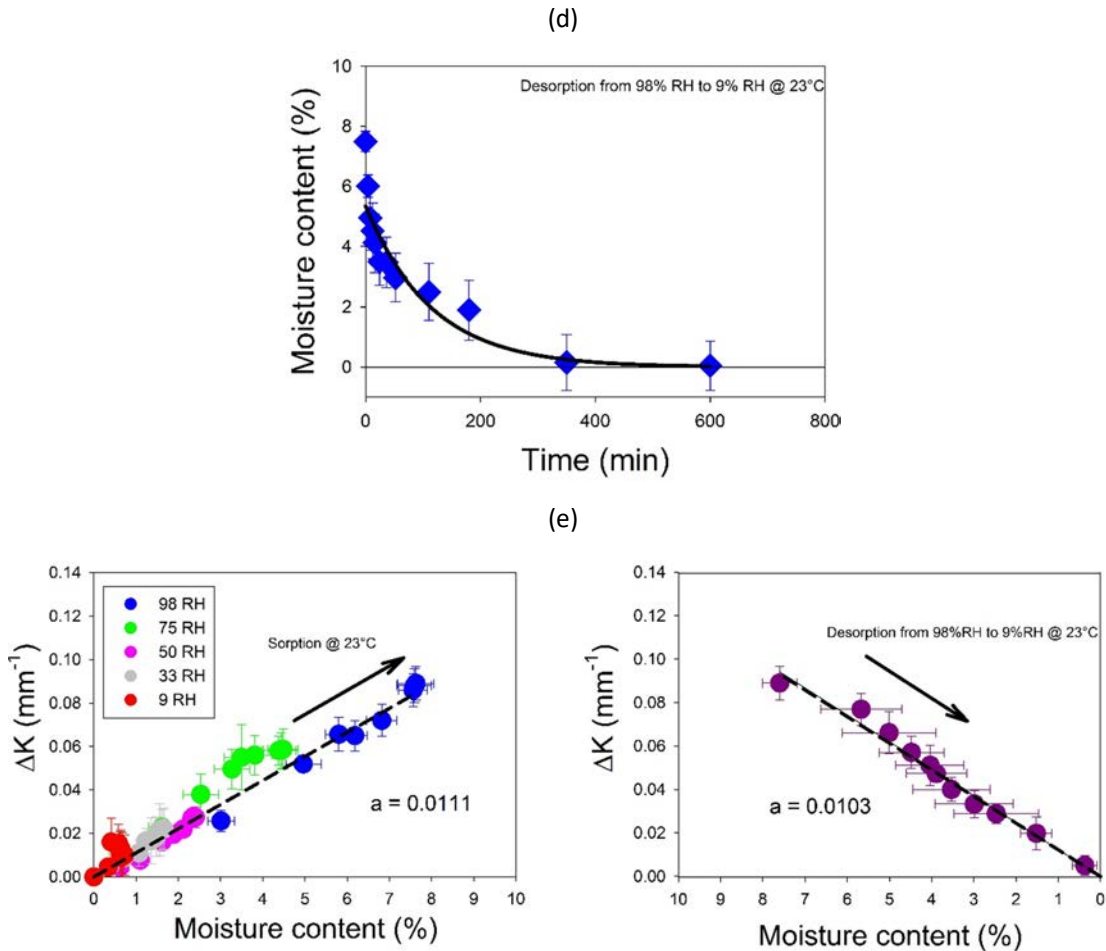 (d)
10
8
6
4
2
0
Moisture content (%)
Desorption from 98% RH to 9% RH @ 23°C
0 200 400 600 800
Time (min)
(e)
0.14
0.12
0.10
0.08
0.06
0.04
0.02
0.00
ΔK (mm⁻¹)
98 RH
75 RH
50 RH
33 RH
9 RH
Sorption @ 23°C
a = 0.0111
0 1 2 3 4 5 6 7 8 9 10
Moisture content (%)
0.14
0.12
0.10
0.08
0.06
0.04
0.02
0.00
ΔK (mm⁻¹)
Desorption from 98%RH to 9%RH @ 23°C
a = 0.0103
10 9 8 7 6 5 4 3 2 1 0
Moisture content (%)